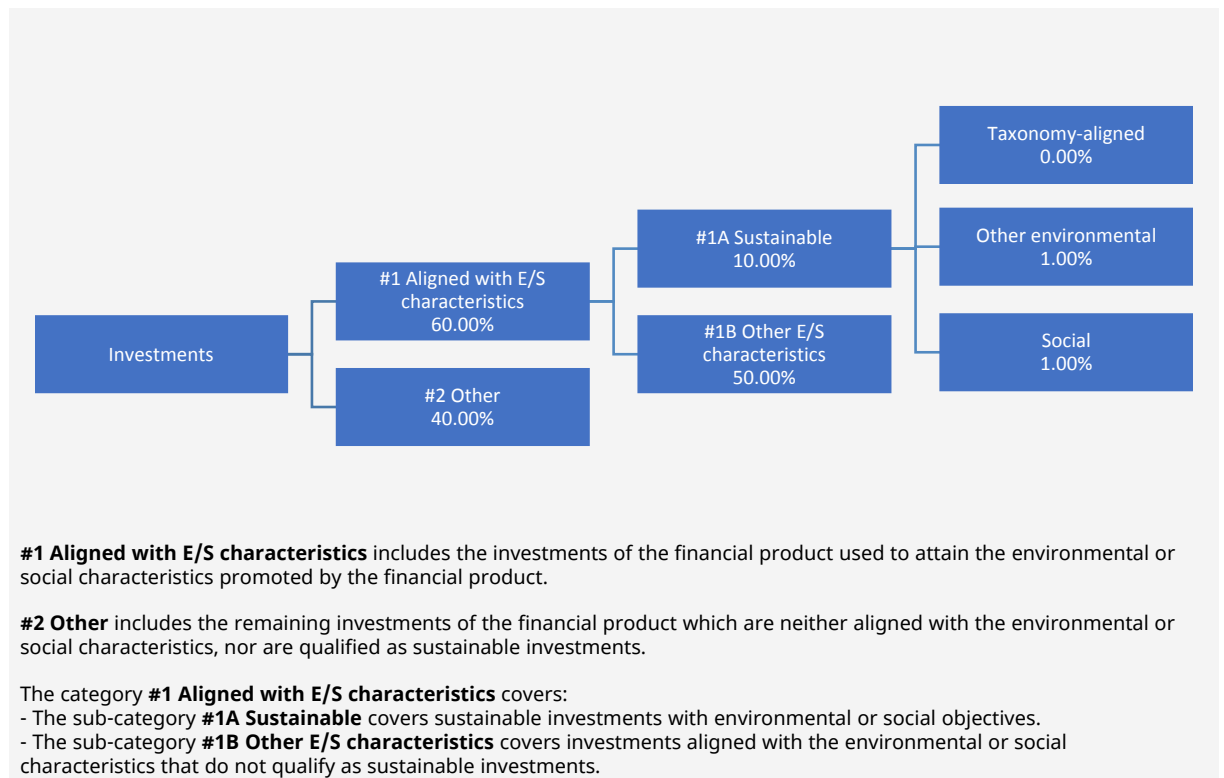 Taxonomy-aligned
0.00%
#1A Sustainable
10.00%
Other environmental
1.00%
#1 Aligned with E/S
characteristics
60.00%
Investments
#1B Other E/S
characteristics
50.00%
Social
1.00%
#2 Other
40.00%
#1 Aligned with E/S characteristics includes the investments of the financial product used to attain the environmental or
social characteristics promoted by the financial product.
#2 Other includes the remaining investments of the financial product which are neither aligned with the environmental or
social characteristics, nor are qualified as sustainable investments.
The category #1 Aligned with E/S characteristics covers:
- The sub-category #1A Sustainable covers sustainable investments with environmental or social objectives.
- The sub-category #1B Other E/S characteristics covers investments aligned with the environmental or social
characteristics that do not qualify as sustainable investments.